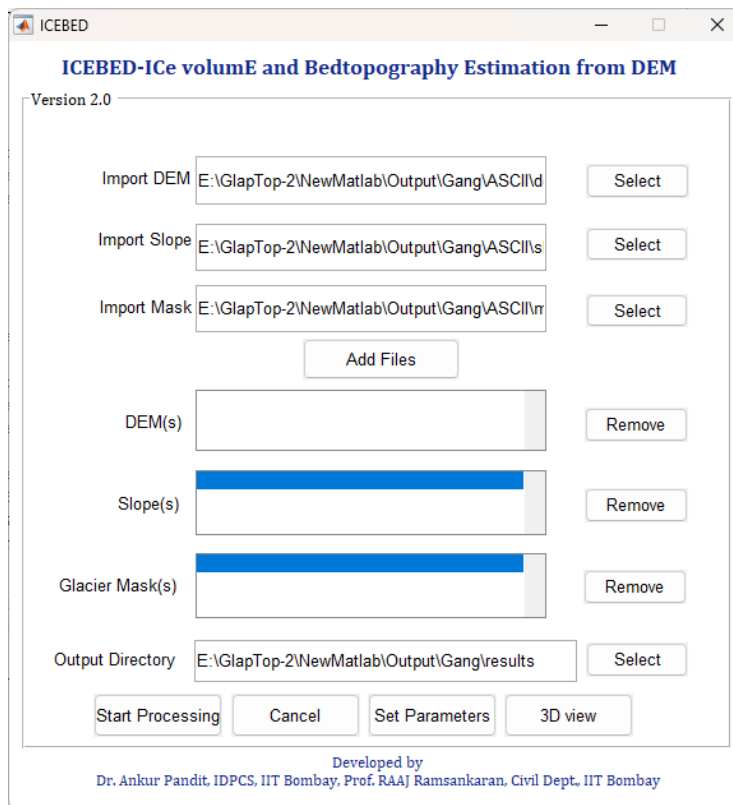 ICEBED
ICEBED-ICe volumE and Bedtopography Estimation from DEM
Version 2.0
Import DEM E:\GlapTop-2\NewMatlab\Output\Gang\ASCII\d Select
Import Slope E:\GlapTop-2\NewMatlab\Output\Gang\ASCII\s Select
Import Mask E:\GlapTop-2\NewMatlab\Output\Gang\ASCII\m Select
Add Files
DEM(s) Remove
Slope(s) Remove
Glacier Mask(s) Remove
Output Directory E:\GlapTop-2\NewMatlab\Output\Gang\results Select
Start Processing Cancel Set Parameters 3D view
Developed by
Dr. Ankur Pandit, IDPCS, IIT Bombay, Prof. RAAJ Ramsankaran, Civil Dept., IIT Bombay